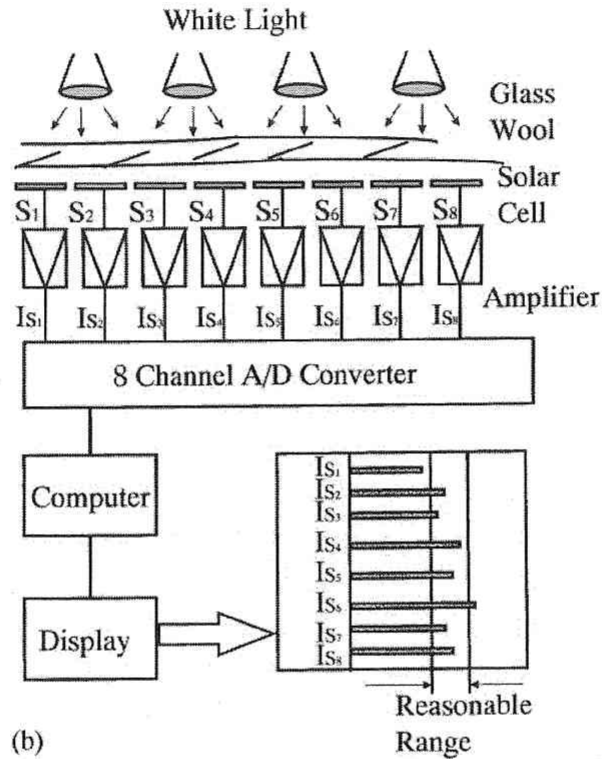 White Light
Glass
Wool
Solar
Cell
S1 S2 S3 S4 S5 S6 S7 S8
Amplifier
Is1 Is2 Is3 Is4 Is5 Is6 Is7 Is8
8 Channel A/D Converter
Computer
Display
Is1
Is2
Is3
Is4
Is5
Is6
Is7
Is8
Reasonable
Range
(b)